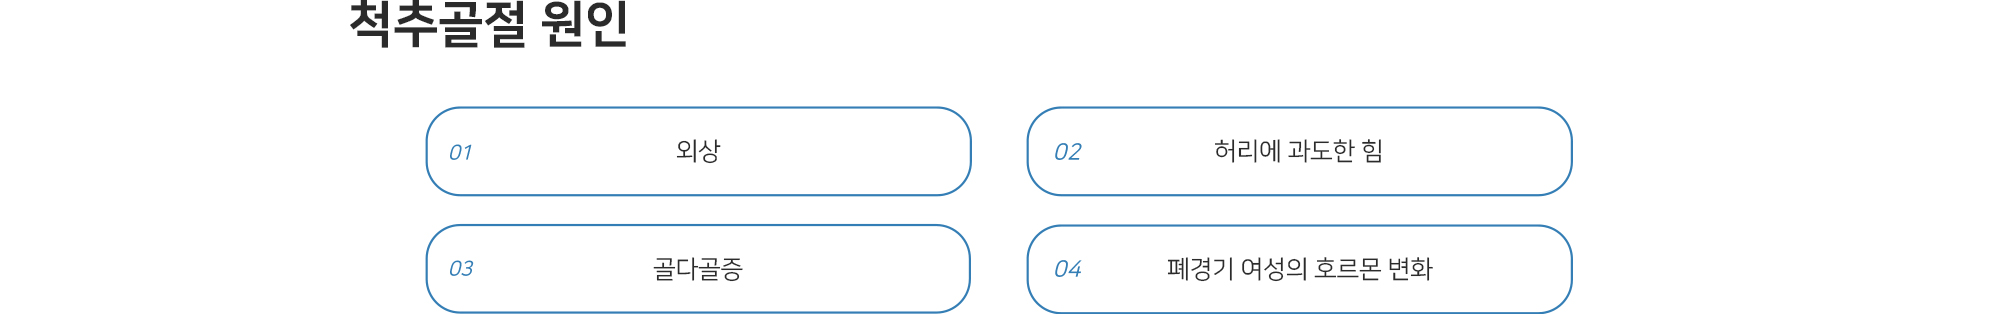 척추골절 원인
01 외상
02 허리에 과도한 힘
03 골다골증
04 폐경기 여성의 호르몬 변화